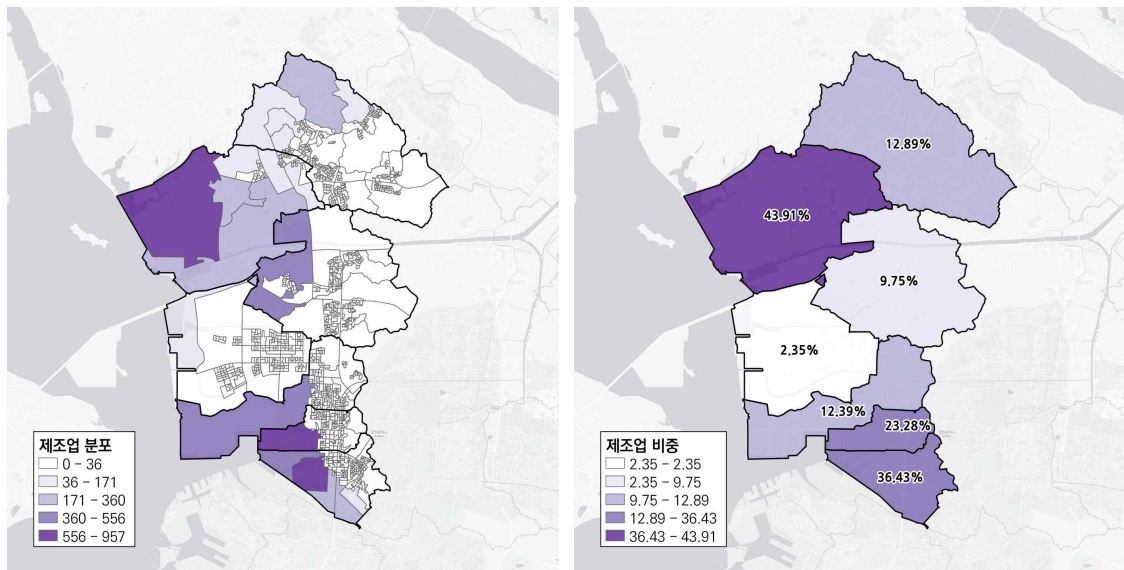 제조업 분포
0 – 36
36 – 171
171 – 360
360 – 556
556 – 957
12.89%
43.91%
9.75%
2.35%
12.39%
23.28%
36.43%
제조업 비중
2.35 – 2.35
2.35 – 9.75
9.75 – 12.89
12.89 – 36.43
36.43 – 43.91